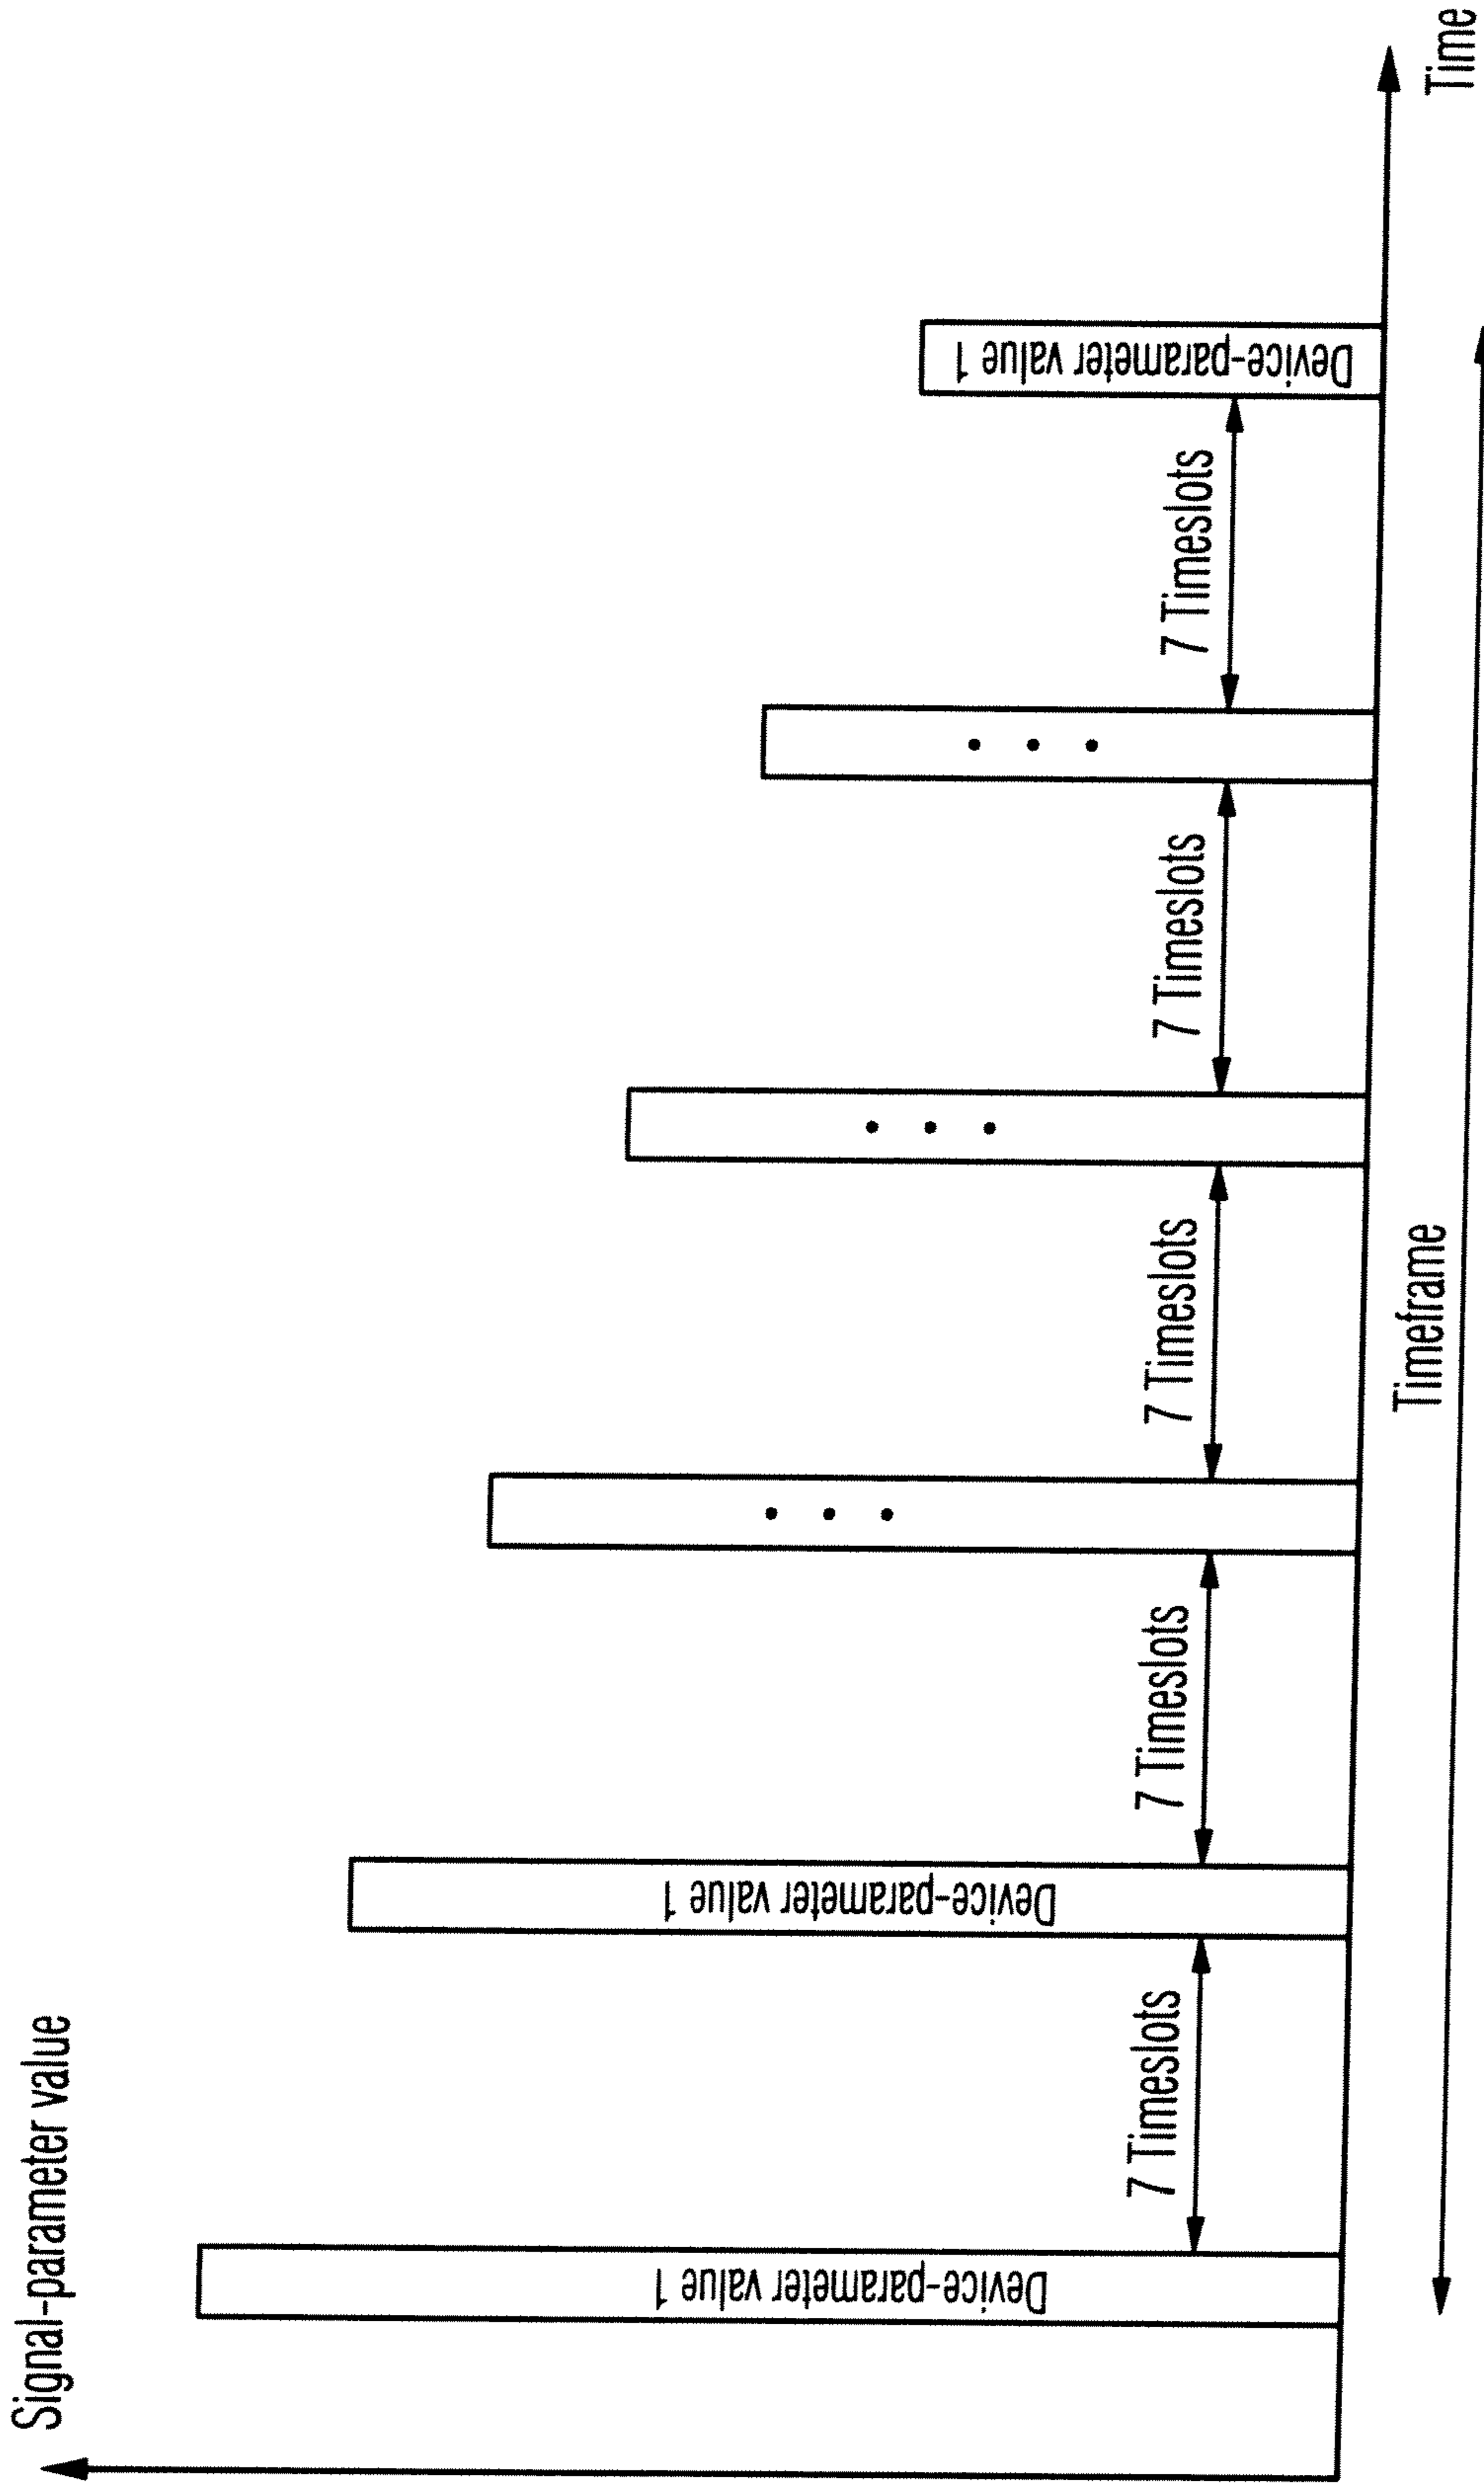 Signal-parameter value
Device-parameter value 1
7 Timeslots
Device-parameter value 1
7 Timeslots
• • •
7 Timeslots
• • •
7 Timeslots
• • •
7 Timeslots
Device-parameter value 1
Time
Timeframe